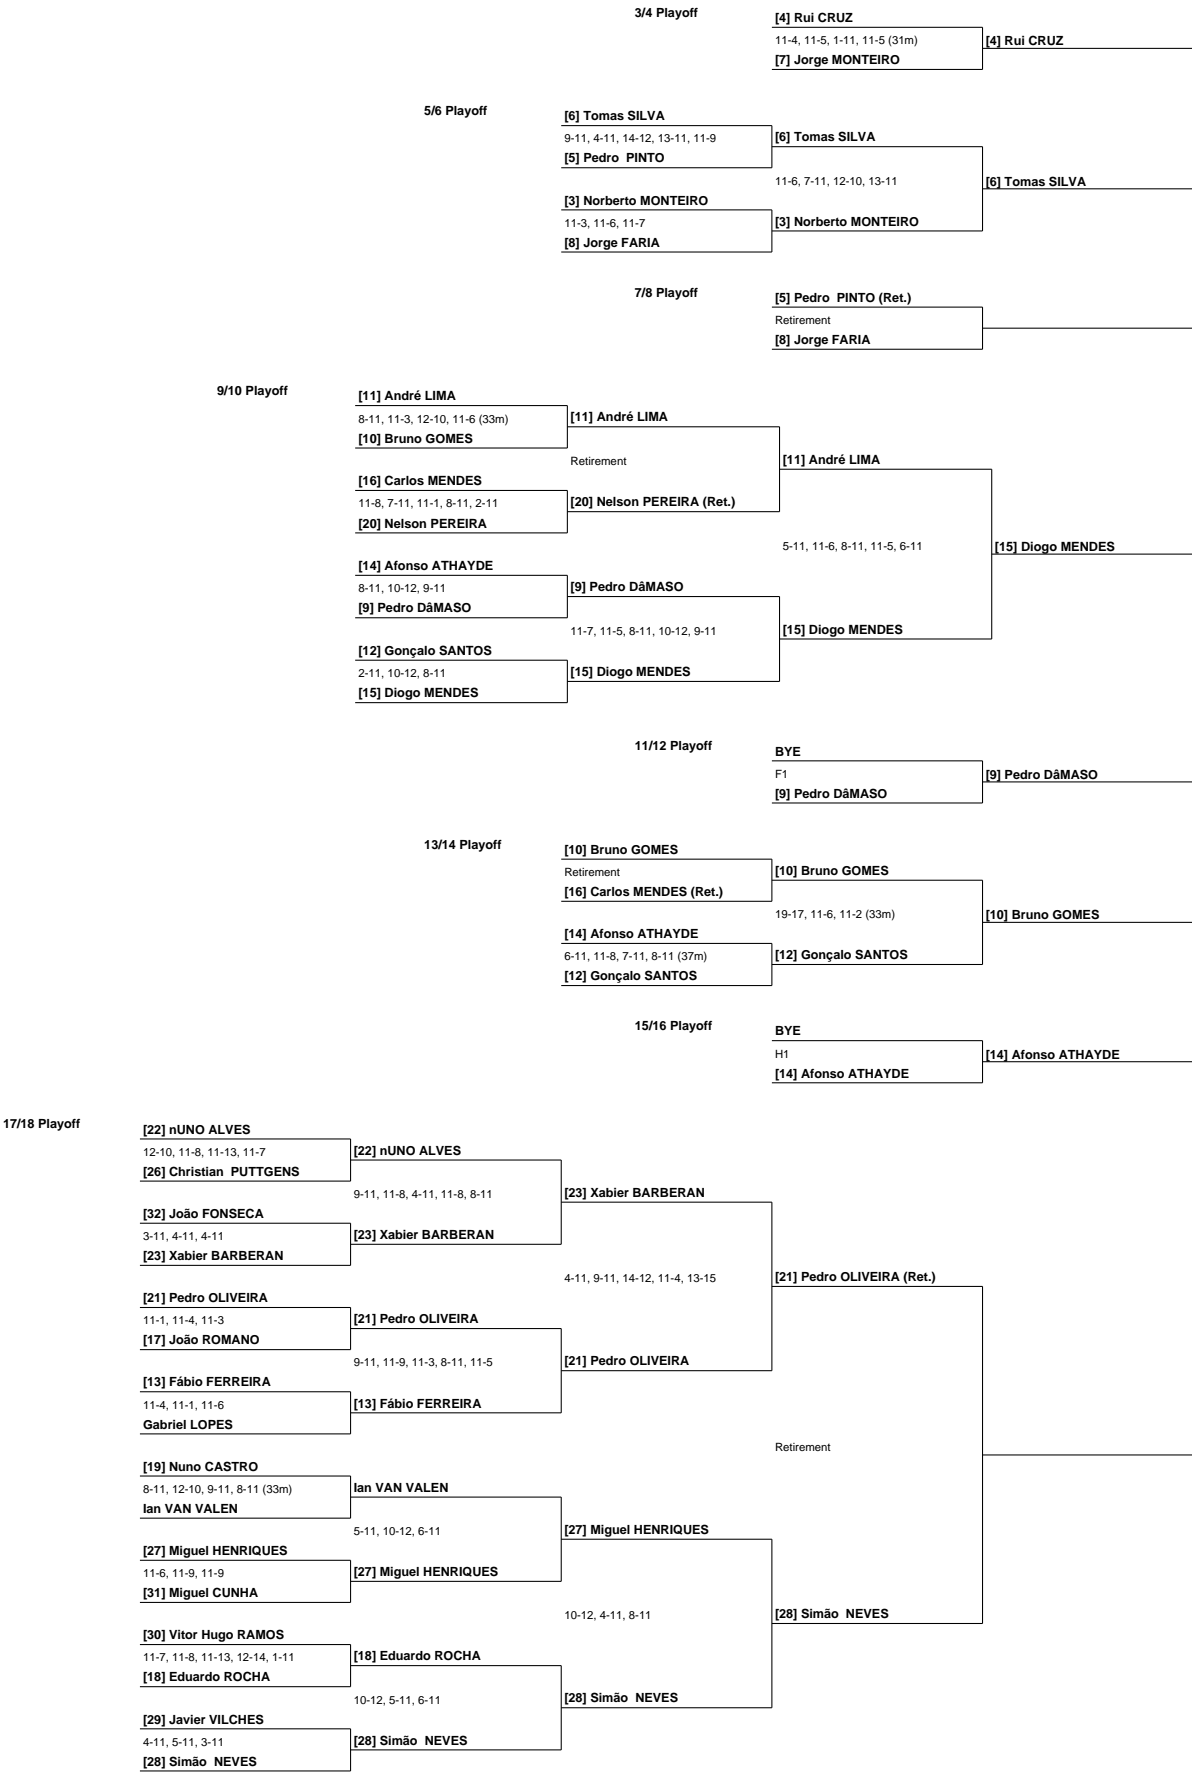 3/4 Playoff
[4] Rui CRUZ
11-4, 11-5, 1-11, 11-5 (31m)
[4] Rui CRUZ
[7] Jorge MONTEIRO
5/6 Playoff
[6] Tomas SILVA
9-11, 4-11, 14-12, 13-11, 11-9
[6] Tomas SILVA
[5] Pedro  PINTO
11-6, 7-11, 12-10, 13-11
[6] Tomas SILVA
[3] Norberto MONTEIRO
11-3, 11-6, 11-7
[3] Norberto MONTEIRO
[8] Jorge FARIA
7/8 Playoff
[5] Pedro  PINTO (Ret.)
Retirement
[8] Jorge FARIA
9/10 Playoff
[11] André LIMA
8-11, 11-3, 12-10, 11-6 (33m)
[11] André LIMA
[10] Bruno GOMES
Retirement
[11] André LIMA
[16] Carlos MENDES
11-8, 7-11, 11-1, 8-11, 2-11
[20] Nelson PEREIRA (Ret.)
[20] Nelson PEREIRA
5-11, 11-6, 8-11, 11-5, 6-11
[15] Diogo MENDES
[14] Afonso ATHAYDE
8-11, 10-12, 9-11
[9] Pedro DâMASO
[9] Pedro DâMASO
11-7, 11-5, 8-11, 10-12, 9-11
[15] Diogo MENDES
[12] Gonçalo SANTOS
2-11, 10-12, 8-11
[15] Diogo MENDES
[15] Diogo MENDES
11/12 Playoff
BYE
F1
[9] Pedro DâMASO
[9] Pedro DâMASO
13/14 Playoff
[10] Bruno GOMES
Retirement
[10] Bruno GOMES
[16] Carlos MENDES (Ret.)
19-17, 11-6, 11-2 (33m)
[10] Bruno GOMES
[14] Afonso ATHAYDE
6-11, 11-8, 7-11, 8-11 (37m)
[12] Gonçalo SANTOS
[12] Gonçalo SANTOS
15/16 Playoff
BYE
H1
[14] Afonso ATHAYDE
[14] Afonso ATHAYDE
17/18 Playoff
[22] nUNO ALVES
12-10, 11-8, 11-13, 11-7
[22] nUNO ALVES
[26] Christian  PUTTGENS
9-11, 11-8, 4-11, 11-8, 8-11
[23] Xabier BARBERAN
[32] João FONSECA
3-11, 4-11, 4-11
[23] Xabier BARBERAN
[23] Xabier BARBERAN
4-11, 9-11, 14-12, 11-4, 13-15
[21] Pedro OLIVEIRA (Ret.)
[21] Pedro OLIVEIRA
11-1, 11-4, 11-3
[21] Pedro OLIVEIRA
[17] João ROMANO
9-11, 11-9, 11-3, 8-11, 11-5
[21] Pedro OLIVEIRA
[13] Fábio FERREIRA
11-4, 11-1, 11-6
[13] Fábio FERREIRA
Gabriel LOPES
Retirement
[19] Nuno CASTRO
8-11, 12-10, 9-11, 8-11 (33m)
Ian VAN VALEN
Ian VAN VALEN
5-11, 10-12, 6-11
[27] Miguel HENRIQUES
[27] Miguel HENRIQUES
11-6, 11-9, 11-9
[27] Miguel HENRIQUES
[31] Miguel CUNHA
10-12, 4-11, 8-11
[28] Simão  NEVES
[30] Vitor Hugo RAMOS
11-7, 11-8, 11-13, 12-14, 1-11
[18] Eduardo ROCHA
[18] Eduardo ROCHA
10-12, 5-11, 6-11
[28] Simão  NEVES
[29] Javier VILCHES
4-11, 5-11, 3-11
[28] Simão  NEVES
[28] Simão  NEVES